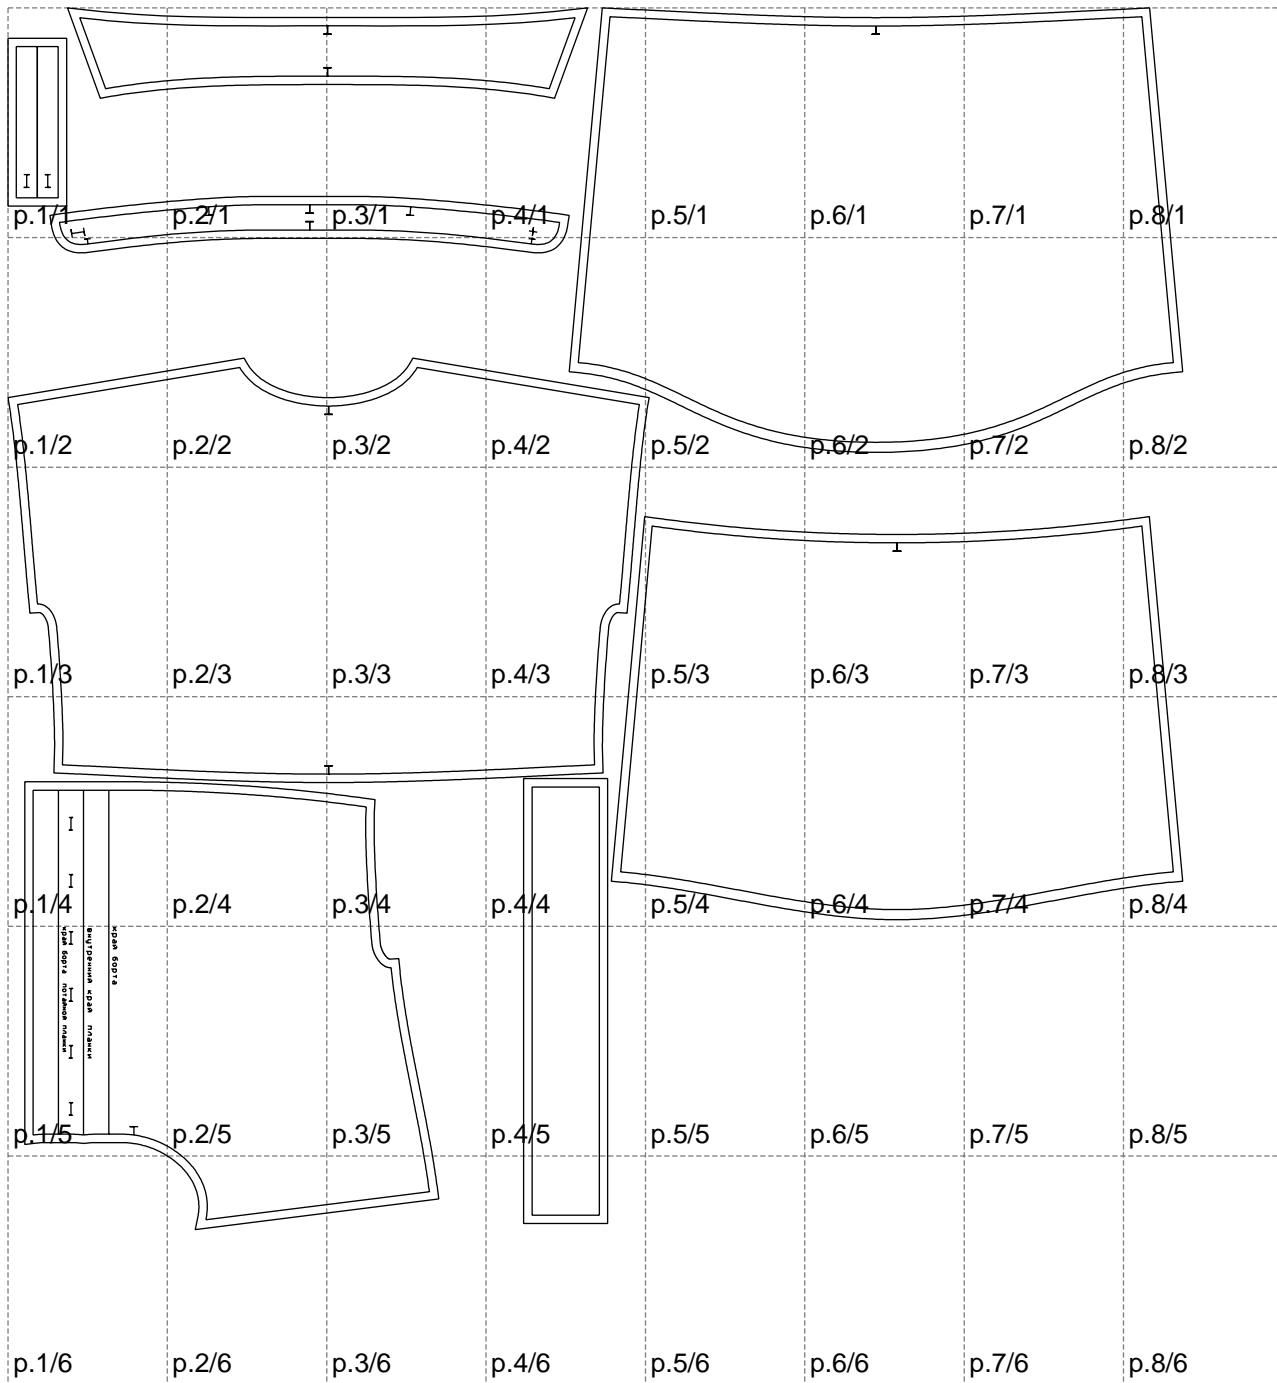 p.1/1 p.2/1 p.3/1 p.4/1 p.5/1 p.6/1 p.7/1 p.8/1
p.1/2 p.2/2 p.3/2 p.4/2 p.5/2 p.6/2 p.7/2 p.8/2
p.1/3 p.2/3 p.3/3 p.4/3 p.5/3 p.6/3 p.7/3 p.8/3
p.1/4 p.2/4 p.3/4 p.4/4 p.5/4 p.6/4 p.7/4 p.8/4
край борта потайной планки
внутренний край планки
край борта
p.1/5 p.2/5 p.3/5 p.4/5 p.5/5 p.6/5 p.7/5 p.8/5
p.1/6 p.2/6 p.3/6 p.4/6 p.5/6 p.6/6 p.7/6 p.8/6